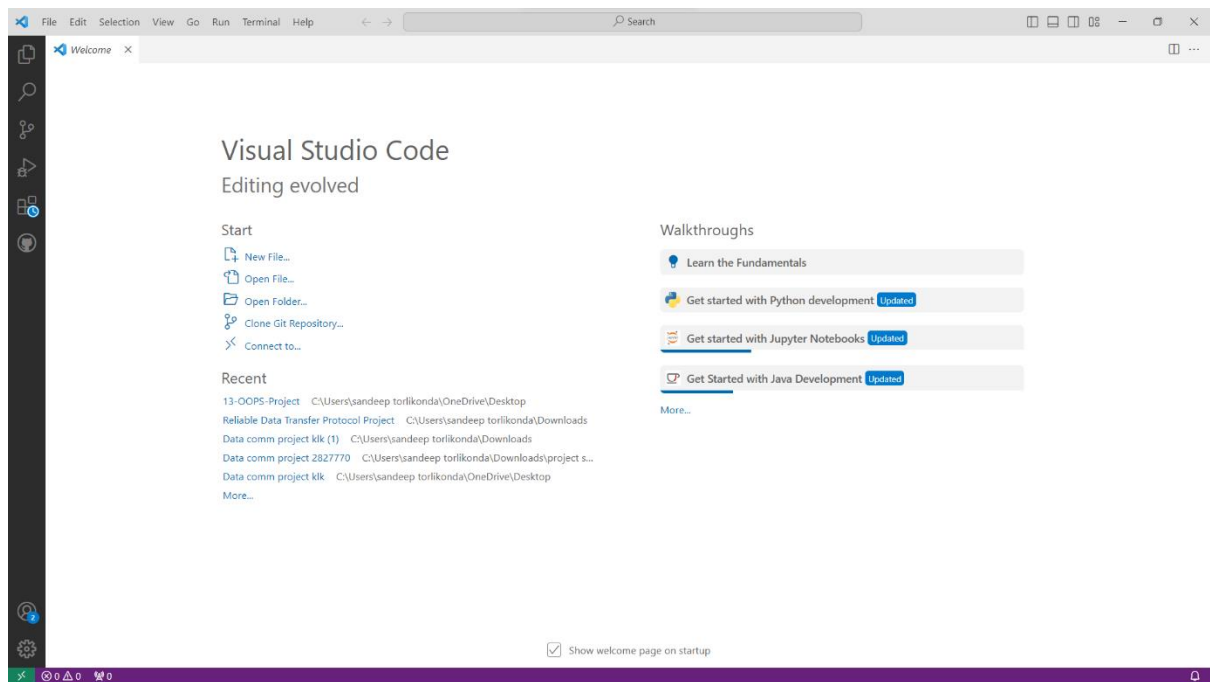 File Edit Selection View Go Run Terminal Help Search
Welcome
Visual Studio Code
Editing evolved
Start
New File...
Open File...
Open Folder...
Clone Git Repository...
Connect to...
Recent
13-OOPS-Project C:\Users\sandeep torlikonda\OneDrive\Desktop
Reliable Data Transfer Protocol Project C:\Users\sandeep torlikonda\Downloads
Data comm project klk (1) C:\Users\sandeep torlikonda\Downloads
Data comm project 2827770 C:\Users\sandeep torlikonda\Downloads\project s...
Data comm project klk C:\Users\sandeep torlikonda\OneDrive\Desktop
More...
Walkthroughs
Learn the Fundamentals
Get started with Python development Updated
Get started with Jupyter Notebooks Updated
Get Started with Java Development Updated
More...
2
Show welcome page on startup
0 0 0